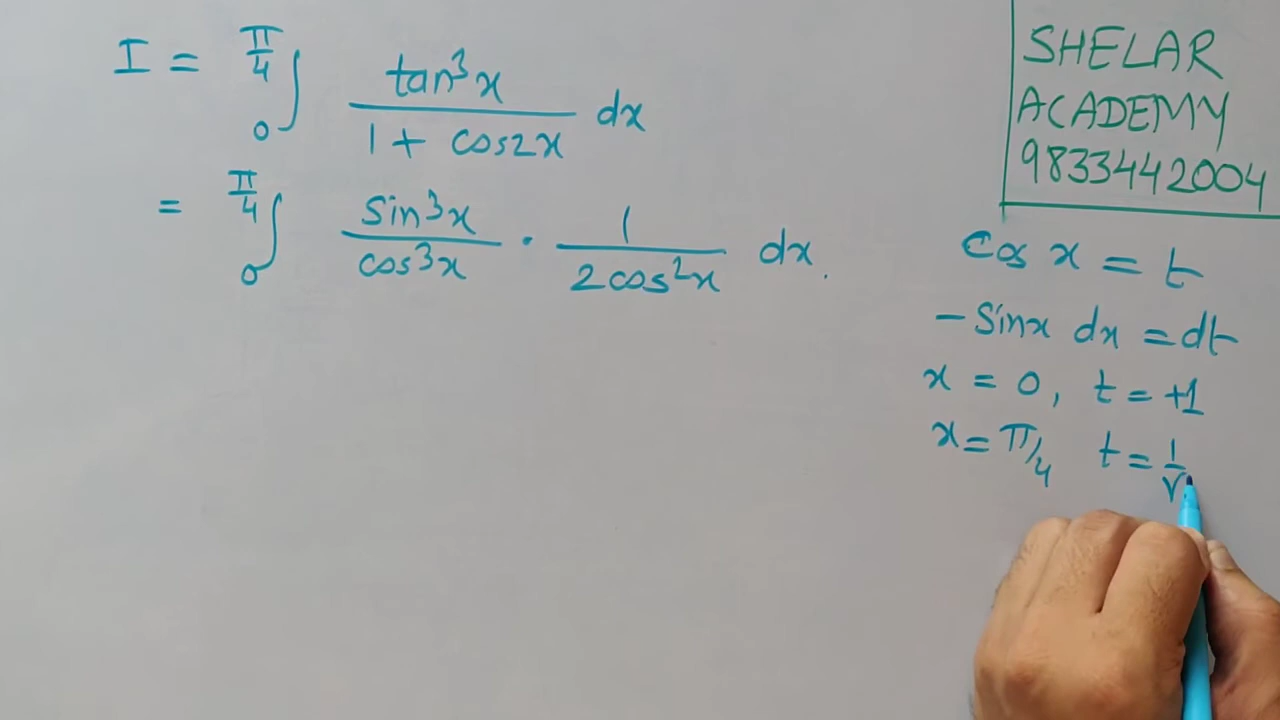 I = π/4 ∫ 0 tan³x / 1 + cos2x dx
= π/4 ∫ 0 sin³x / cos³x · 1 / 2cos²x dx.
SHELAR
ACADEMY
9833442004
cos x = t
- Sinx dx = dt
x = 0, t = +1
x = π/4 t = 1/√